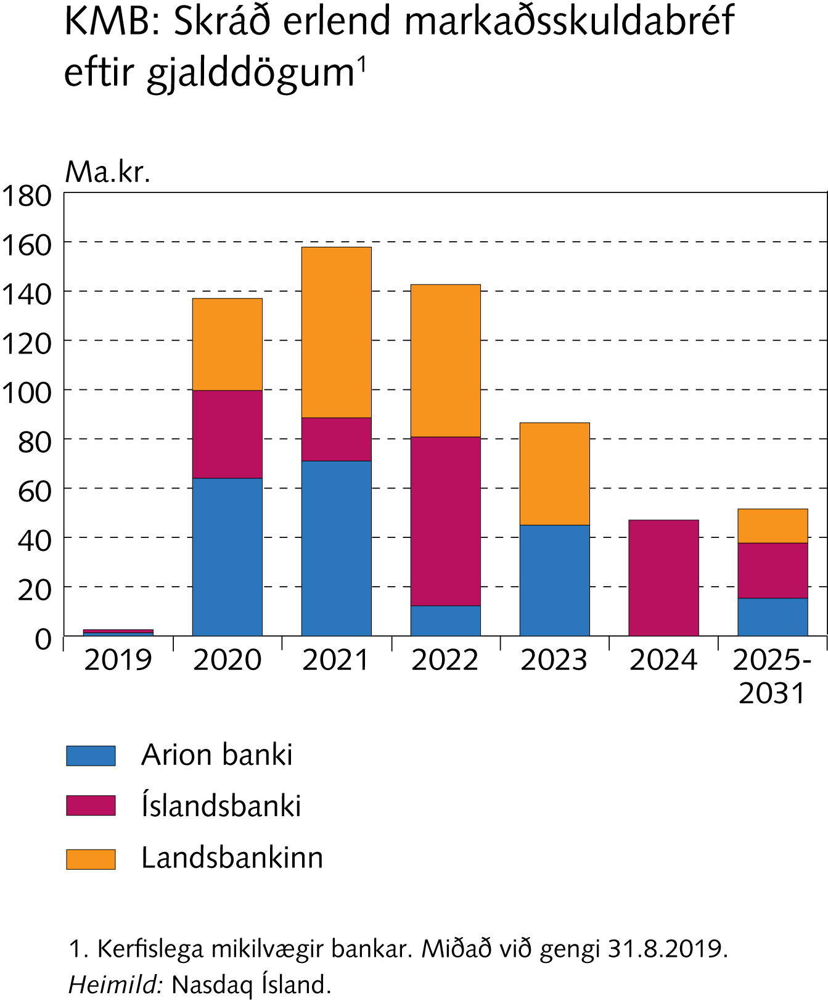 KMB: Skráð erlend markaðsskuldabréf
eftir gjalddögum¹
Ma.kr.
180
160
140
120
100
80
60
40
20
0
2019 2020 2021 2022 2023 2024 2025-
2031
Arion banki
Íslandsbanki
Landsbankinn
1. Kerfislega mikilvægir bankar. Miðað við gengi 31.8.2019.
Heimild: Nasdaq Ísland.